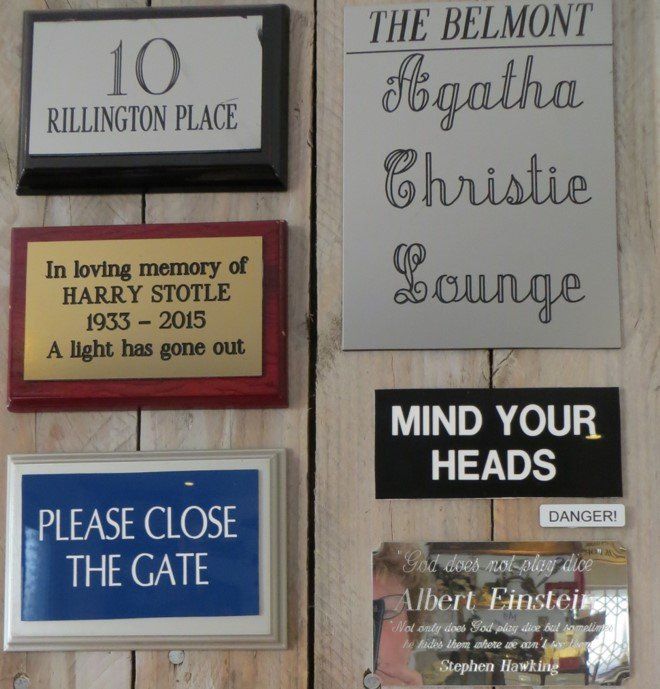 10
RILLINGTON PLACE
In loving memory of
HARRY STOTLE
1933 – 2015
A light has gone out
PLEASE CLOSE
THE GATE
THE BELMONT
Agatha
Christie
Lounge
MIND YOUR
HEADS
DANGER!
"God does not play dice
Albert Einstein
"Not only does God play dice but sometimes
he hides them where we can't see them
Stephen Hawking